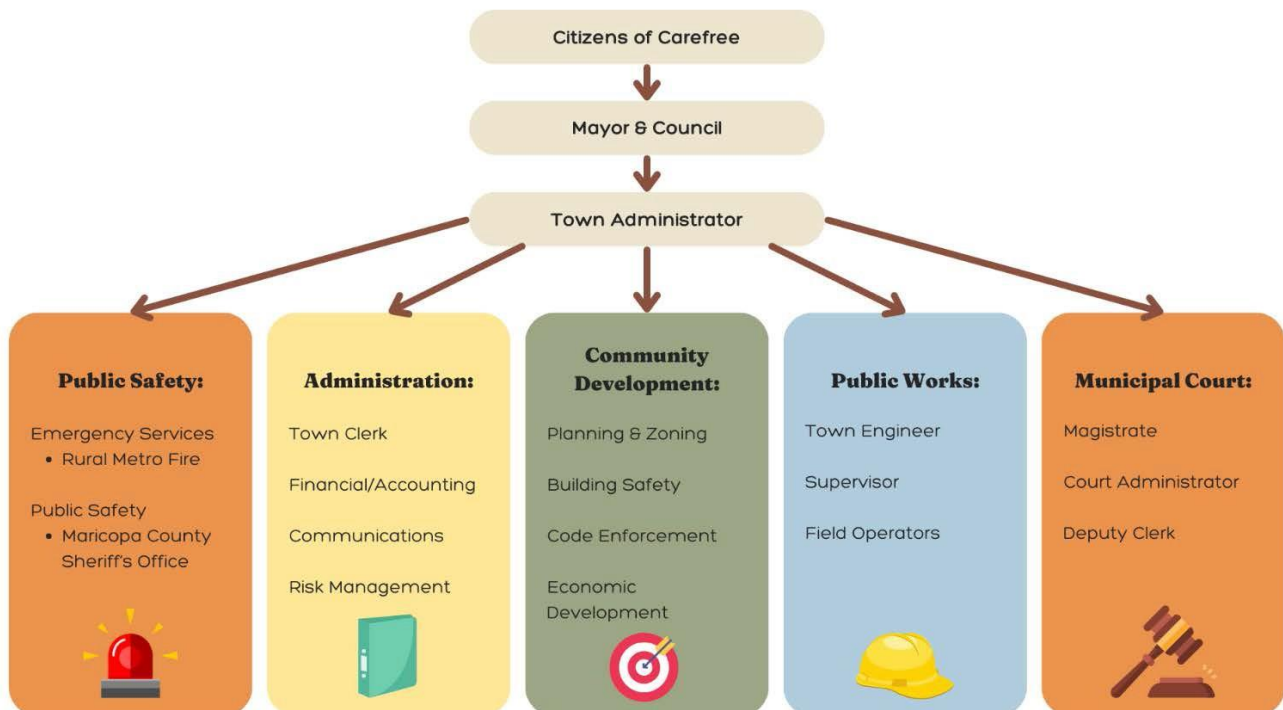 Citizens of Carefree
Mayor & Council
Town Administrator
Public Safety:
Emergency Services
• Rural Metro Fire
Public Safety
• Maricopa County
Sheriff's Office
Administration:
Town Clerk
Financial/Accounting
Communications
Risk Management
Community
Development:
Planning & Zoning
Building Safety
Code Enforcement
Economic
Development
Public Works:
Town Engineer
Supervisor
Field Operators
Municipal Court:
Magistrate
Court Administrator
Deputy Clerk